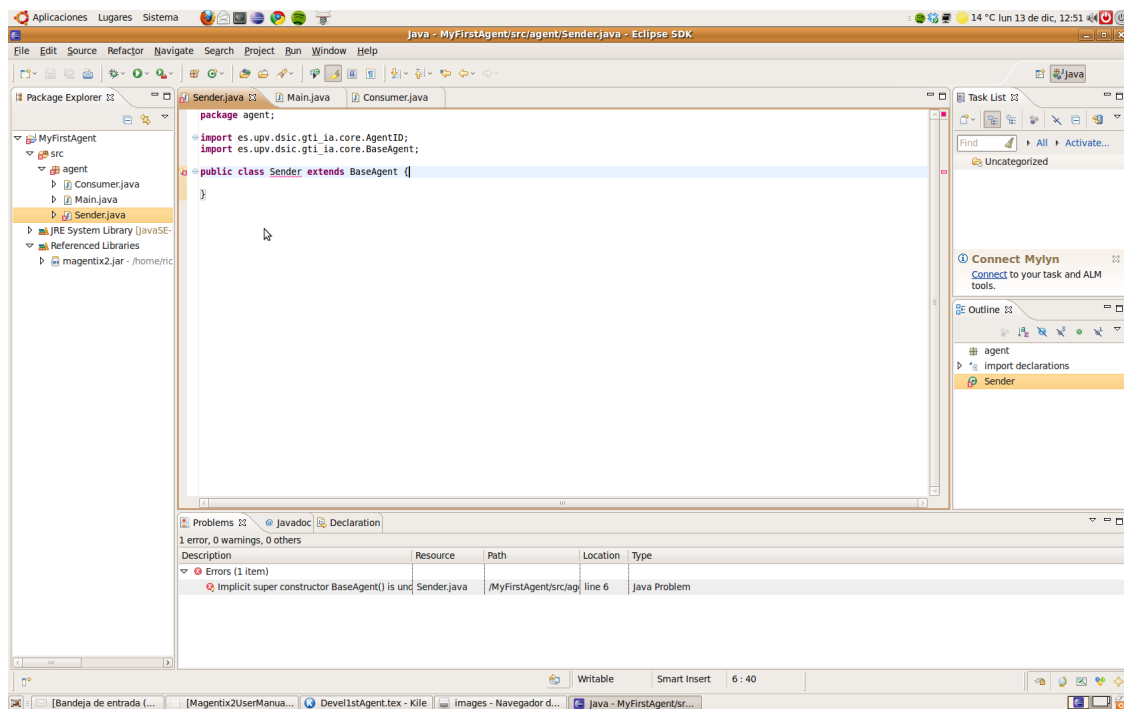 Aplicaciones Lugares Sistema
14 °C lun 13 de dic, 12:51
Java - MyFirstAgent/src/agent/Sender.java - Eclipse SDK
File Edit Source Refactor Navigate Search Project Run Window Help
Java
Package Explorer
MyFirstAgent
src
agent
Consumer.java
Main.java
Sender.java
JRE System Library [JavaSE-
Referenced Libraries
magentix2.jar - /home/ric
Sender.java Main.java Consumer.java
package agent;
import es.upv.dsic.gti_ia.core.AgentID;
import es.upv.dsic.gti_ia.core.BaseAgent;
public class Sender extends BaseAgent {
}
Task List
Find All Activate...
Uncategorized
Connect Mylyn
Connect to your task and ALM
tools.
Outline
agent
import declarations
Sender
Problems Javadoc Declaration
1 error, 0 warnings, 0 others
Description Resource Path Location Type
Errors (1 item)
Implicit super constructor BaseAgent() is und Sender.java /MyFirstAgent/src/ag line 6 Java Problem
Writable Smart Insert 6 : 40
[Bandeja de entrada (... [Magentix2UserManua... Devel1stAgent.tex - Kile images - Navegador d... Java - MyFirstAgent/sr...